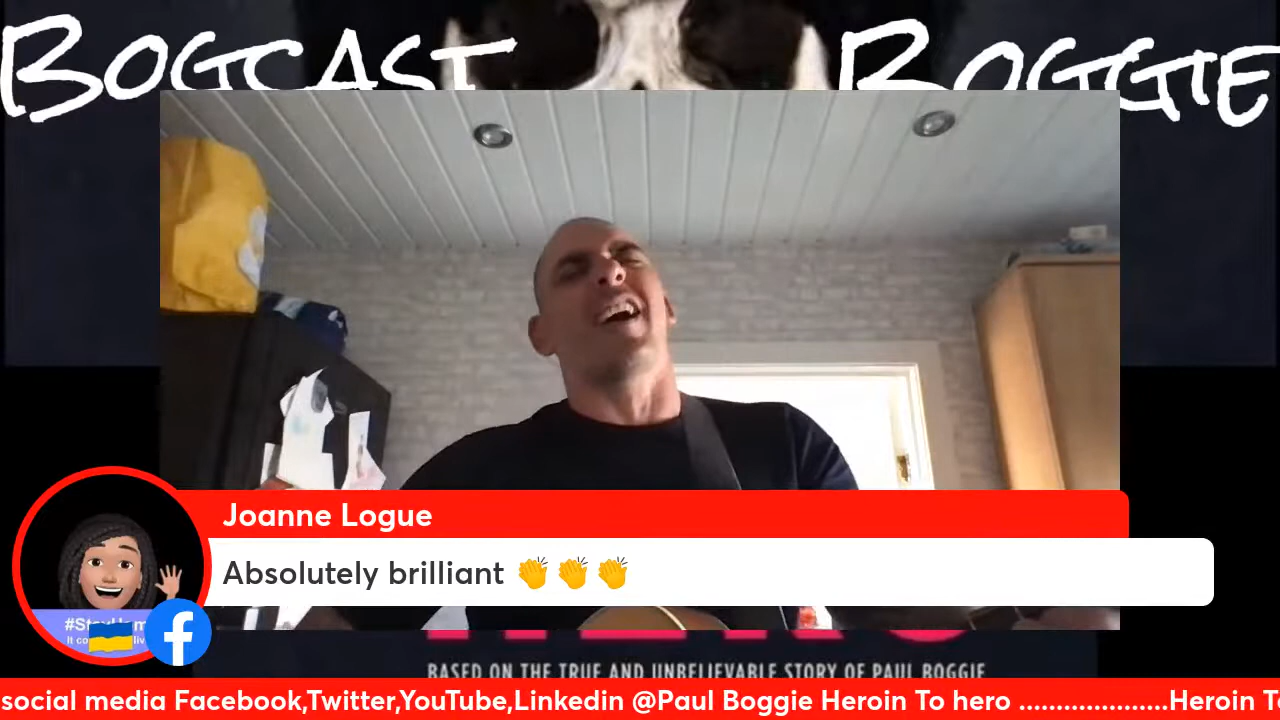 BOGCAST BOGGIE
Joanne Logue
Absolutely brilliant 👏👏👏
BASED ON THE TRUE AND UNBELIEVABLE STORY OF PAUL BOGGIE
social media Facebook,Twitter,YouTube,Linkedin @Paul Boggie Heroin To hero ....................Heroin